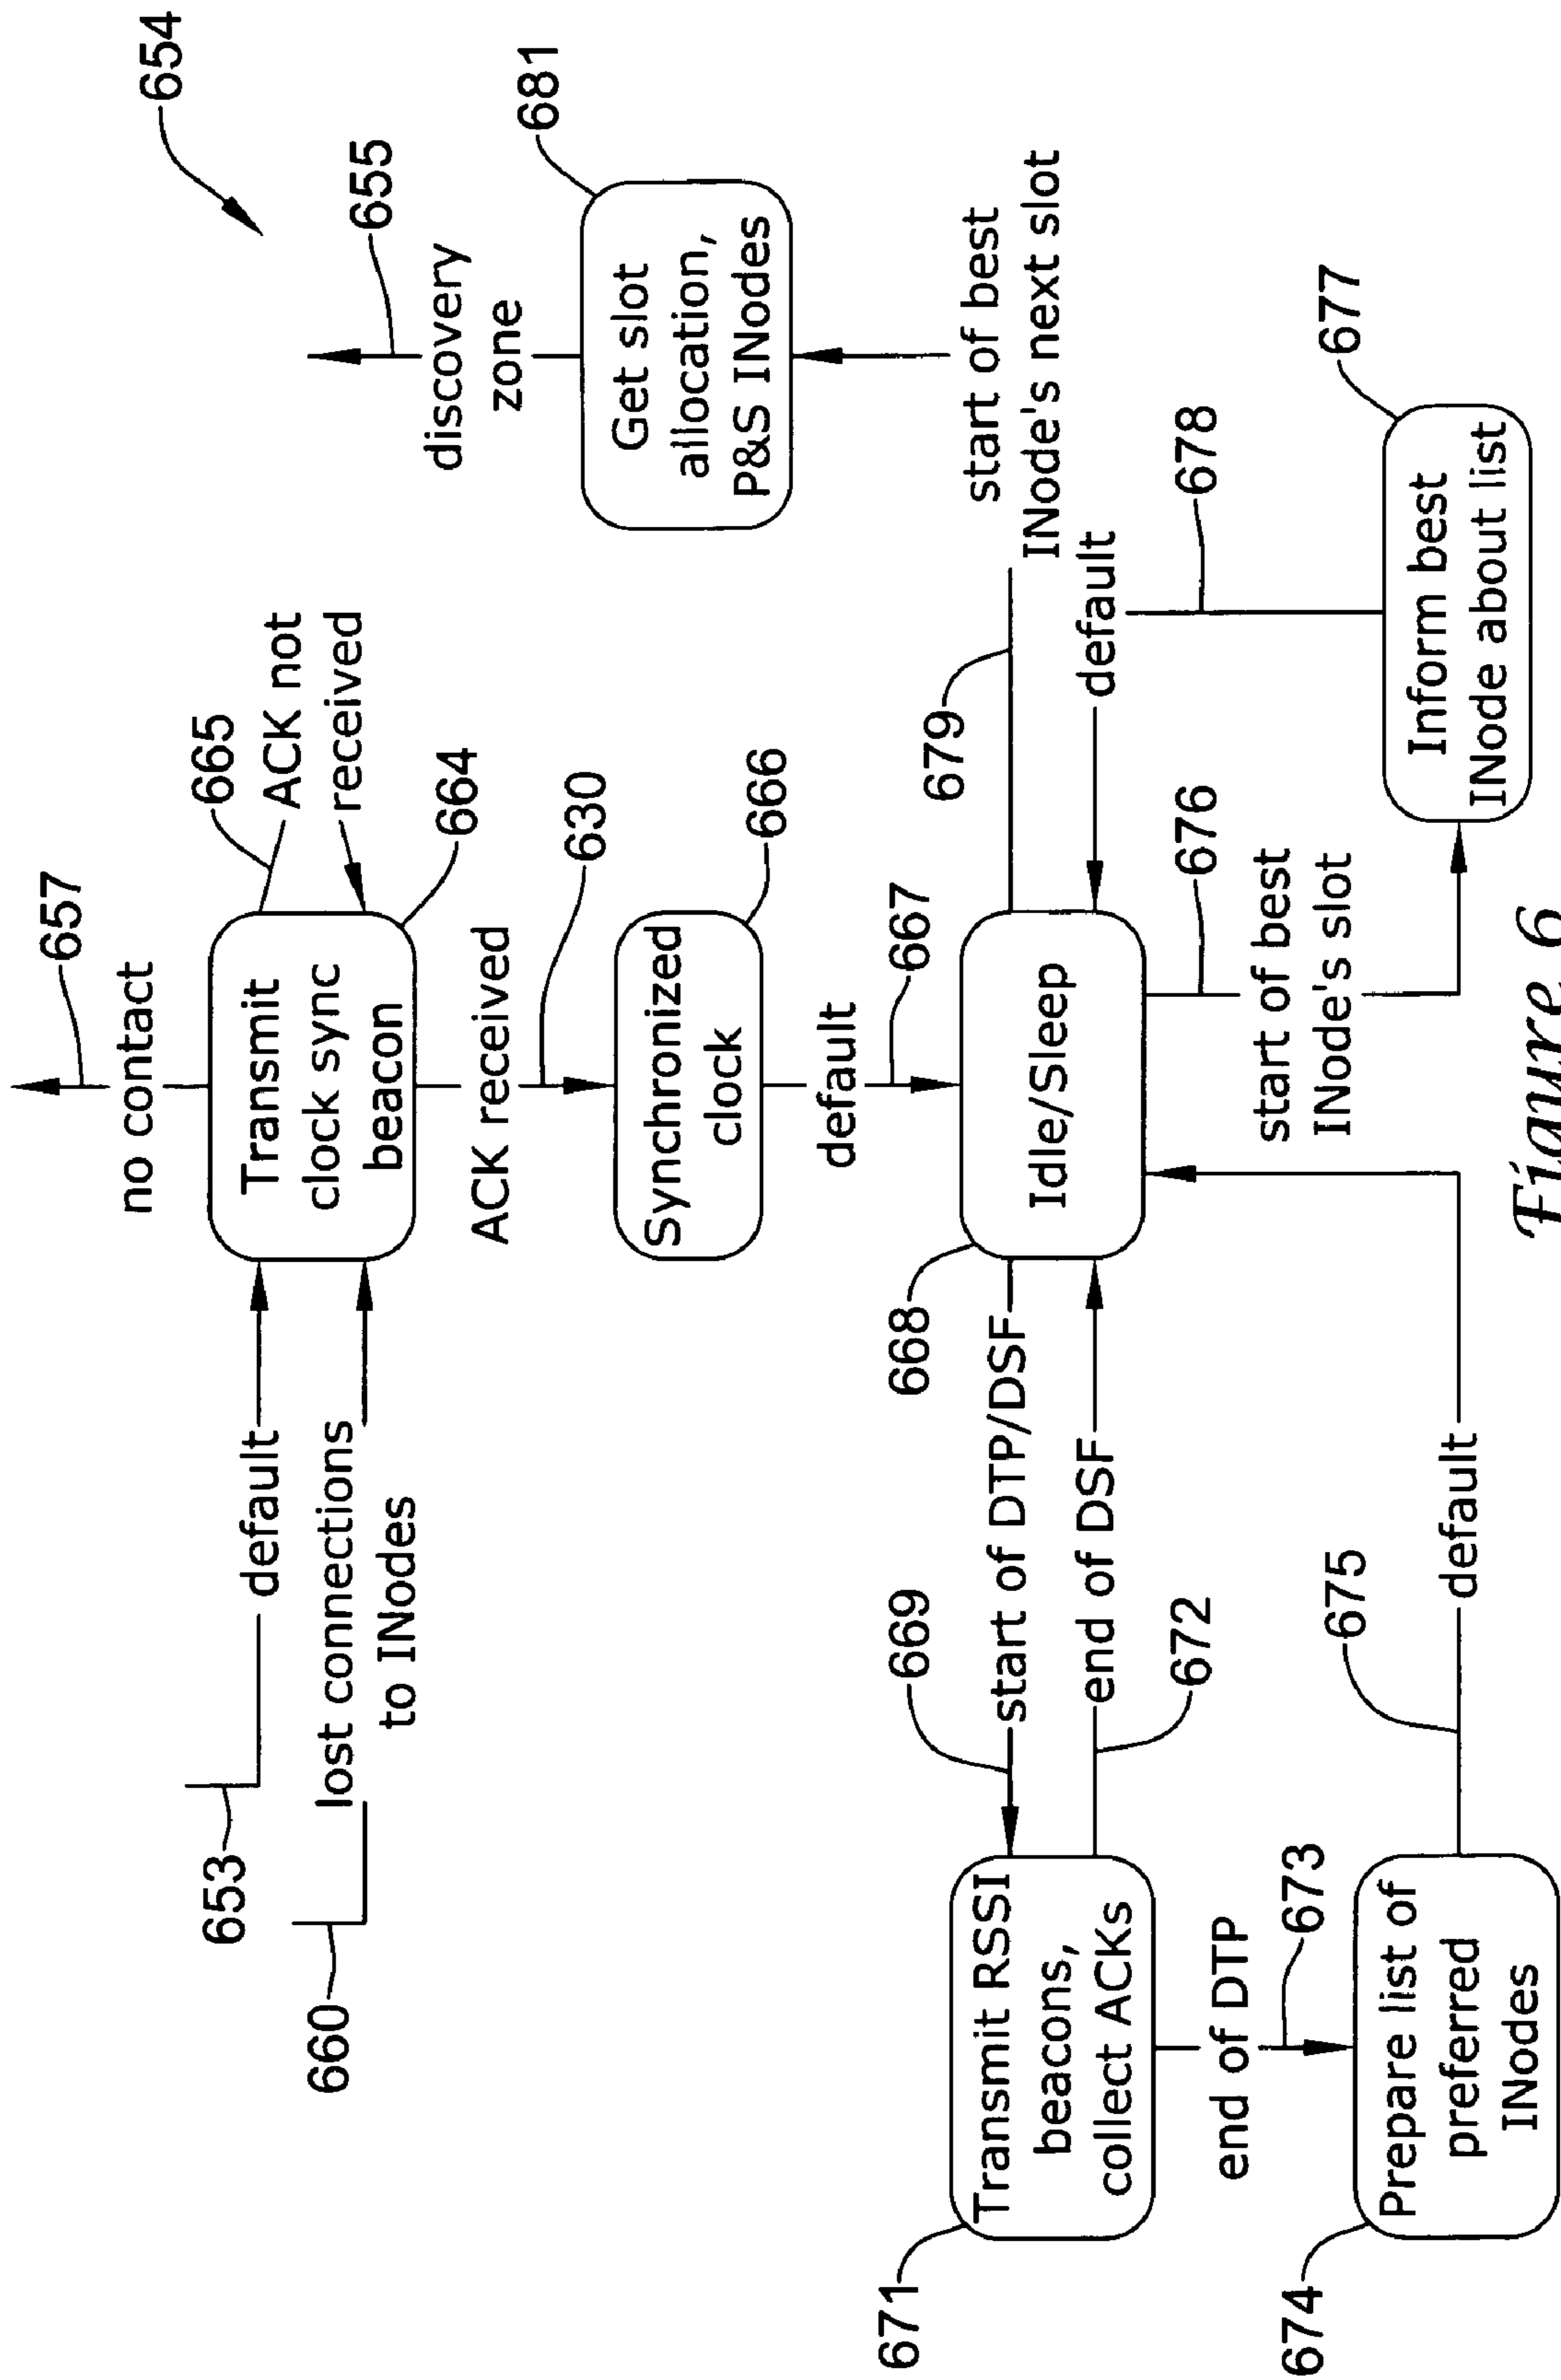 654
657
no contact
653
default
660
lost connections
to INodes
Transmit
clock sync
beacon
665
ACK not
received
664
ACK received
630
Synchronized
clock
666
default
667
discovery
zone
655
Get slot
allocation,
P&S INodes
681
start of best
INode's next slot
679
668
Idle/Sleep
669
start of DTP/DSF
end of DSF
672
671
Transmit RSSI
beacons,
collect ACKs
end of DTP
673
674
Prepare list of
preferred
INodes
675
default
676
start of best
INode's slot
default
678
677
Inform best
INode about list
Figure 6